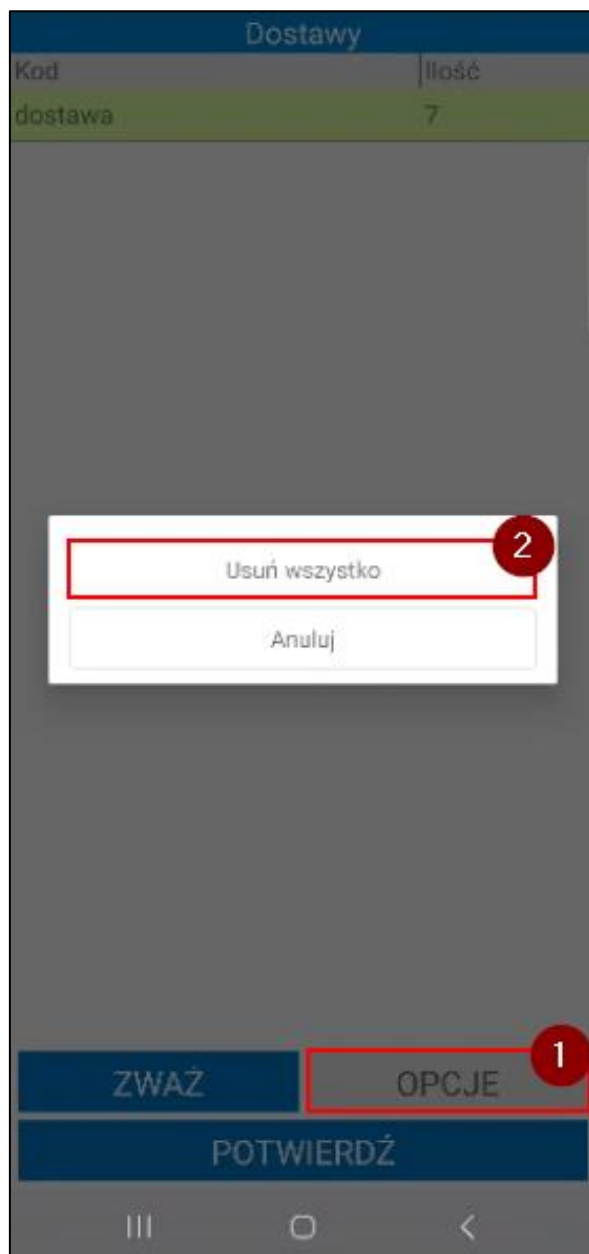 Dostawy
Kod Ilość
dostawa 7
2
Usuń wszystko
Anuluj
1
ZWAŻ OPCJE
POTWIERDŹ